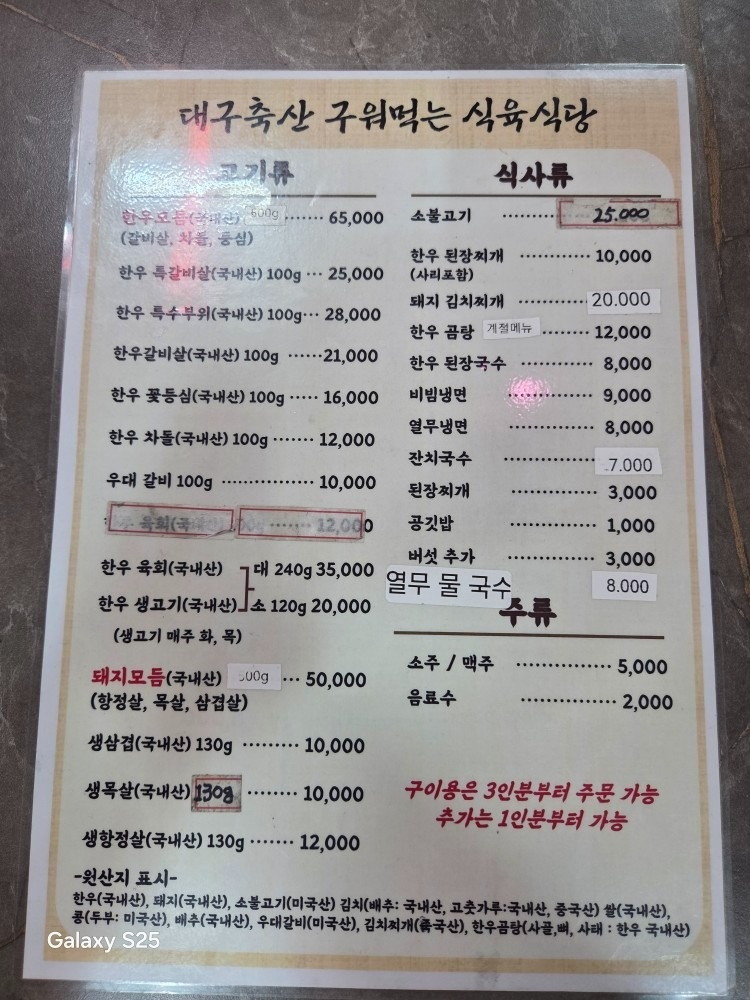 대구축산 구워먹는 식육식당
고기류
한우모듬(국내산) 600g ······· 65,000
(갈비살, 차돌, 등심)
한우 특갈비살(국내산) 100g ··· 25,000
한우 특수부위(국내산) 100g ··· 28,000
한우갈비살(국내산) 100g ······ 21,000
한우 꽃등심(국내산) 100g ····· 16,000
한우 차돌(국내산) 100g ······· 12,000
우대 갈비 100g ················ 10,000
육회(국내산) ········ 12,000
한우 육회(국내산) 대 240g 35,000
한우 생고기(국내산) 소 120g 20,000
(생고기 매주 화, 목)
돼지모듬(국내산) ··· 50,000
(항정살, 목살, 삼겹살)
생삼겹(국내산) 130g ········· 10,000
생목살(국내산) 130g ········· 10,000
생항정살(국내산) 130g ······· 12,000
식사류
소불고기 ············ 25.000
한우 된장찌개 ·········· 10,000
(사리포함)
돼지 김치찌개 ·········· 20.000
한우 곰탕 계절메뉴 ······· 12,000
한우 된장국수 ·········· 8,000
비빔냉면 ············ 9,000
열무냉면 ············ 8,000
잔치국수 ············ 7.000
된장찌개 ············ 3,000
공깃밥 ············ 1,000
버섯 추가 ············ 3,000
열무 물 국수 8.000
주류
소주 / 맥주 ············· 5,000
음료수 ·············· 2,000
구이용은 3인분부터 주문 가능
추가는 1인분부터 가능
-원산지 표시-
한우(국내산), 돼지(국내산), 소불고기(미국산) 김치(배추: 국내산, 고춧가루:국내산, 중국산) 쌀(국내산),
콩(두부: 미국산), 배추(국내산), 우대갈비(미국산), 김치찌개( 국산), 한우곰탕(사골,뼈, 사태 : 한우 국내산)
Galaxy S25